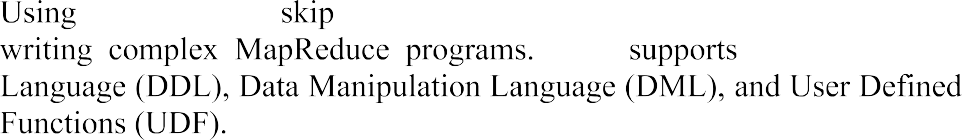 Using skip
writing complex MapReduce programs. supports
Language (DDL), Data Manipulation Language (DML), and User Defined
Functions (UDF).